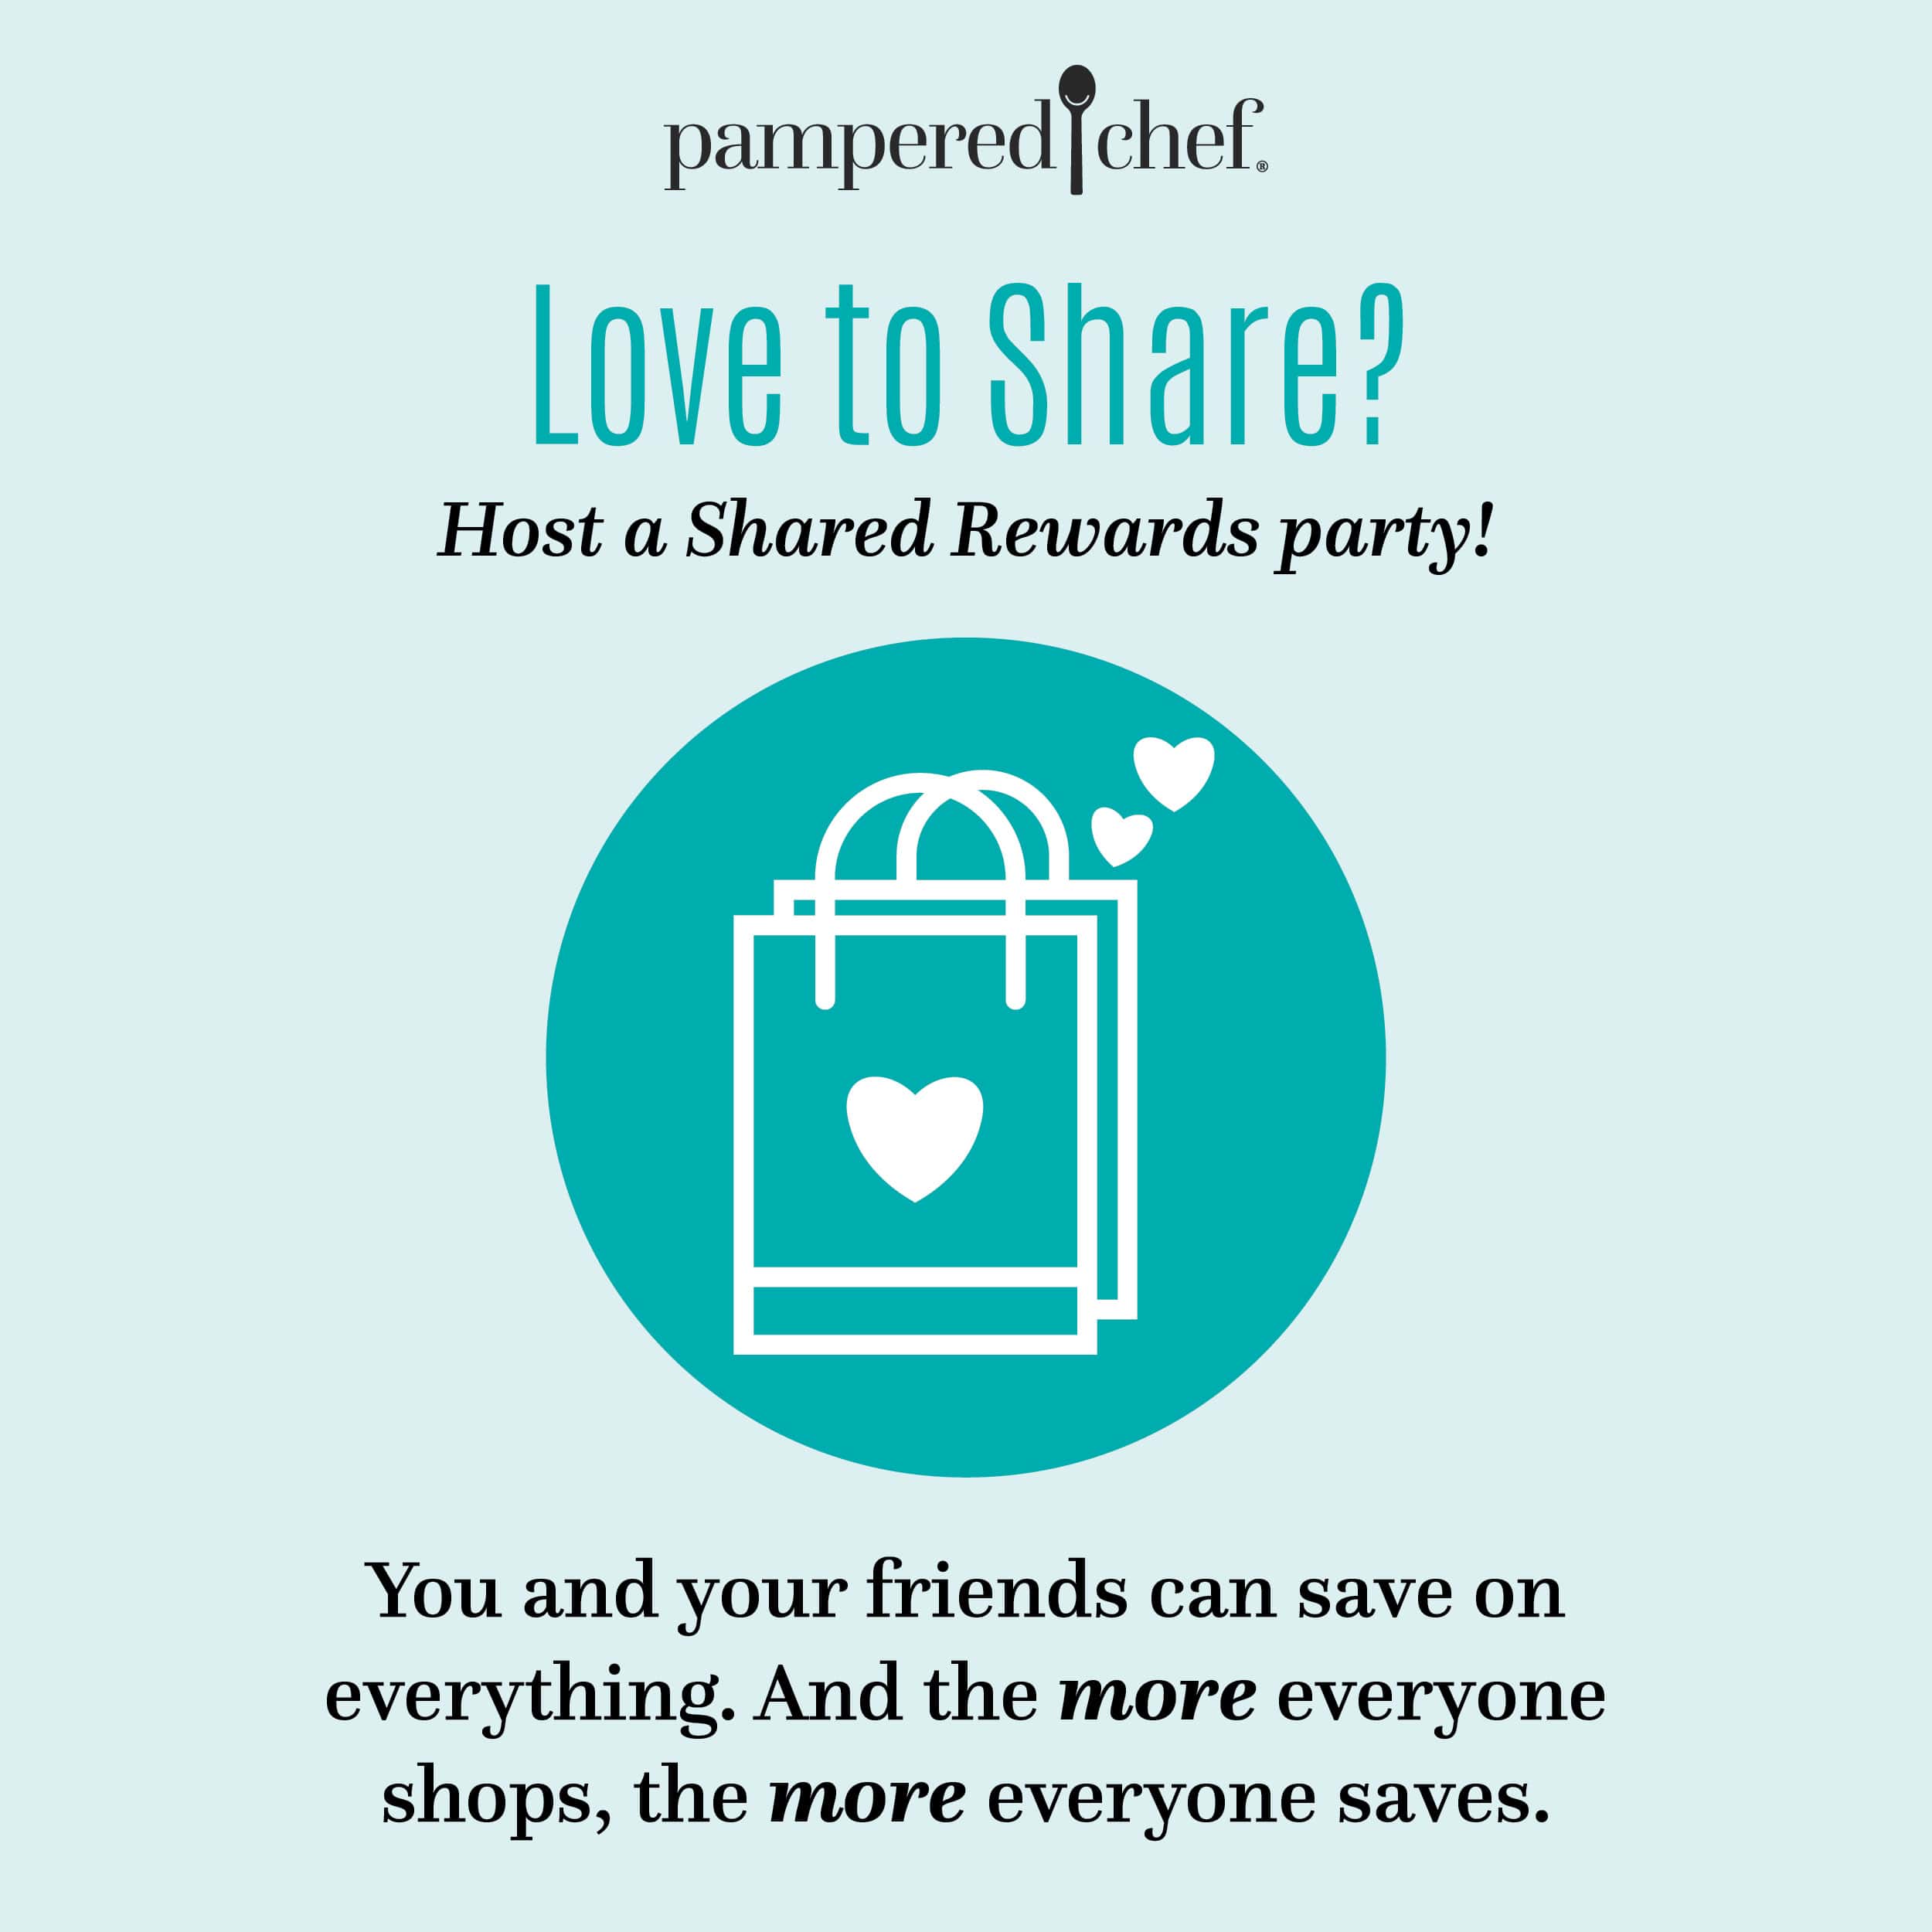 pampered chef®
Love to Share?
Host a Shared Rewards party!
You and your friends can save on
everything. And the more everyone
shops, the more everyone saves.